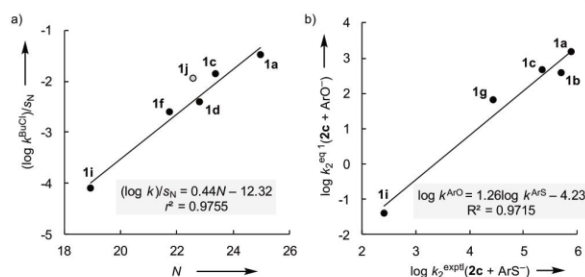 a)
(log k^BuCl)/s_N
-1
-2
-3
-4
-5
1i
1f
1j
1d
1c
1a
(log k)/s_N = 0.44N − 12.32
r² = 0.9755
18 20 22 24 26
N
b)
log k₂^eq 1(2c + ArO⁻)
4
3
2
1
0
-1
-2
1i
1g
1c
1b
1a
log k^ArO = 1.26log k^ArS − 4.23
R² = 0.9715
2 3 4 5 6
log k₂^exptl(2c + ArS⁻)